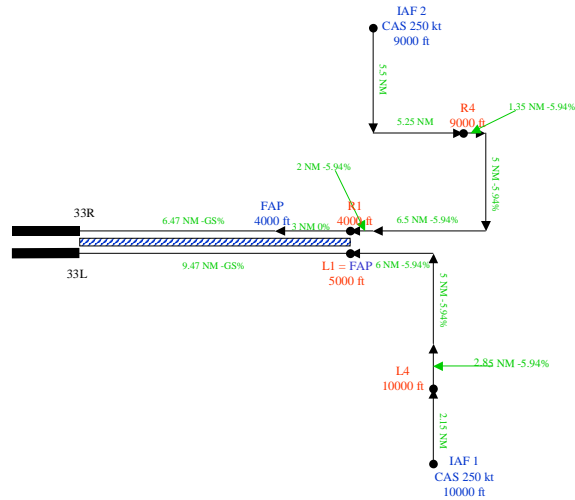 IAF 2
CAS 250 kt
9000 ft
5.5 NM
5.25 NM
R4
9000 ft
1.35 NM -5.94%
5 NM -5.94%
2 NM -5.94%
33R
6.47 NM -GS%
FAP
4000 ft
3 NM 0%
R1
4000 ft
6.5 NM -5.94%
33L
9.47 NM -GS%
L1 = FAP
5000 ft
6 NM -5.94%
5 NM -5.94%
2.85 NM -5.94%
L4
10000 ft
2.15 NM
IAF 1
CAS 250 kt
10000 ft